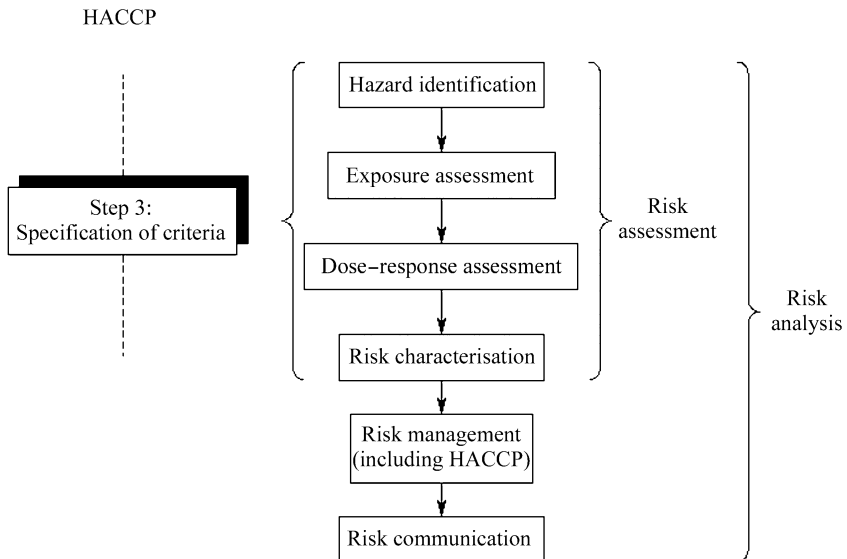 HACCP
Step 3:
Specification of criteria
Hazard identification
Exposure assessment
Dose–response assessment
Risk characterisation
Risk management
(including HACCP)
Risk communication
Risk
assessment
Risk
analysis